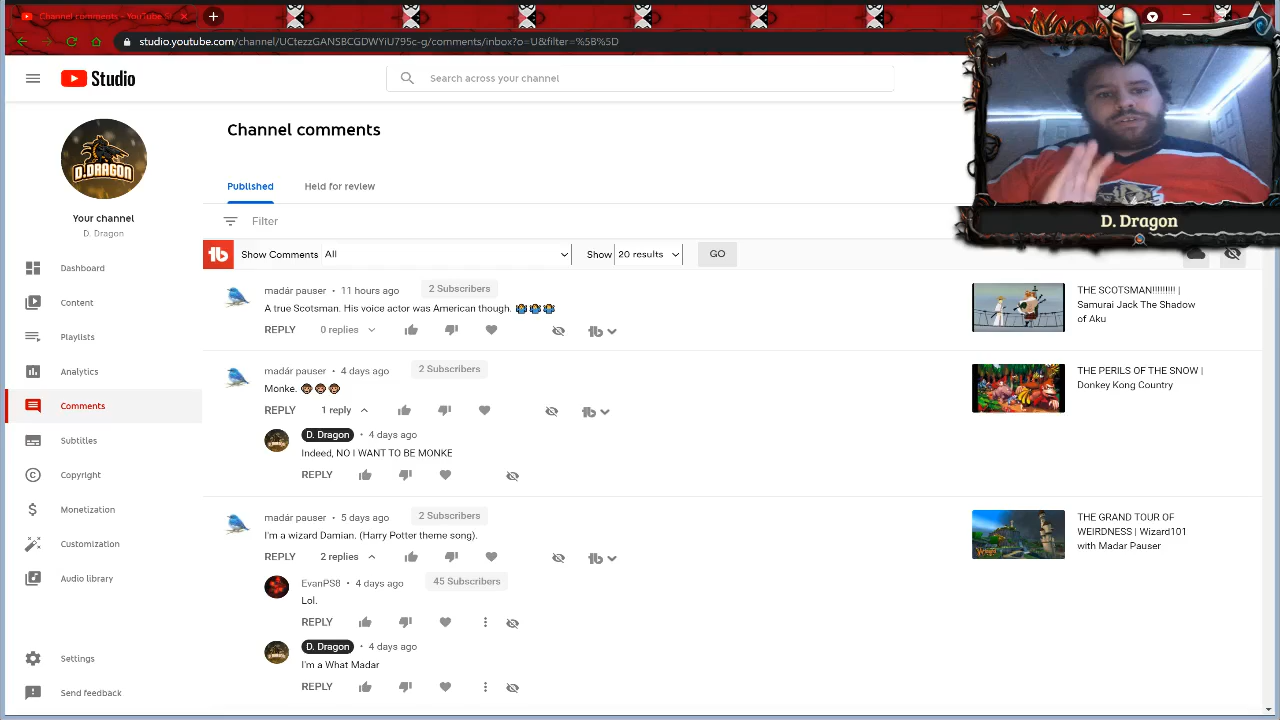 Channel comments - YouTube
studio.youtube.com/channel/UCtezzGANSBCGDWYiU795c-g/comments/inbox?o=U&filter=%5B%5D
Studio
Search across your channel
D.DRAGON
Your channel
D. Dragon
Dashboard
Content
Playlists
Analytics
Comments
Subtitles
Copyright
Monetization
Customization
Audio library
Settings
Send feedback
Channel comments
Published
Held for review
Filter
Show Comments All
Show 20 results
GO
madár pauser • 11 hours ago 2 Subscribers
A true Scotsman. His voice actor was American though.
REPLY 0 replies
THE SCOTSMAN!!!!!!!!! |
Samurai Jack The Shadow
of Aku
madár pauser • 4 days ago 2 Subscribers
Monke.
REPLY 1 reply
D. Dragon • 4 days ago
Indeed, NO I WANT TO BE MONKE
REPLY
THE PERILS OF THE SNOW |
Donkey Kong Country
madár pauser • 5 days ago 2 Subscribers
I'm a wizard Damian. (Harry Potter theme song).
REPLY 2 replies
EvanPS8 • 4 days ago 45 Subscribers
Lol.
REPLY
D. Dragon • 4 days ago
I'm a What Madar
REPLY
THE GRAND TOUR OF
WEIRDNESS | Wizard101
with Madar Pauser
D. Dragon